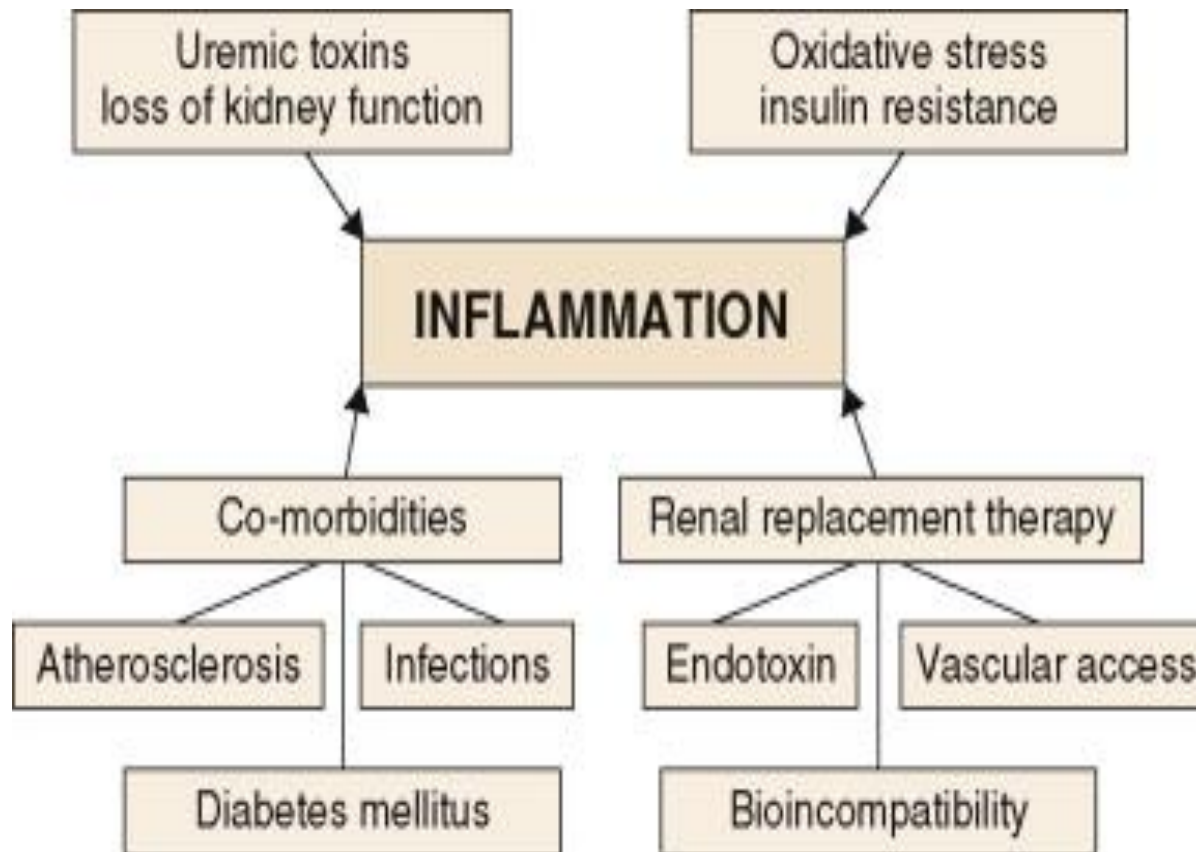 Uremic toxins
loss of kidney function
Oxidative stress
insulin resistance
INFLAMMATION
Co-morbidities
Renal replacement therapy
Atherosclerosis
Infections
Endotoxin
Vascular access
Diabetes mellitus
Bioincompatibility